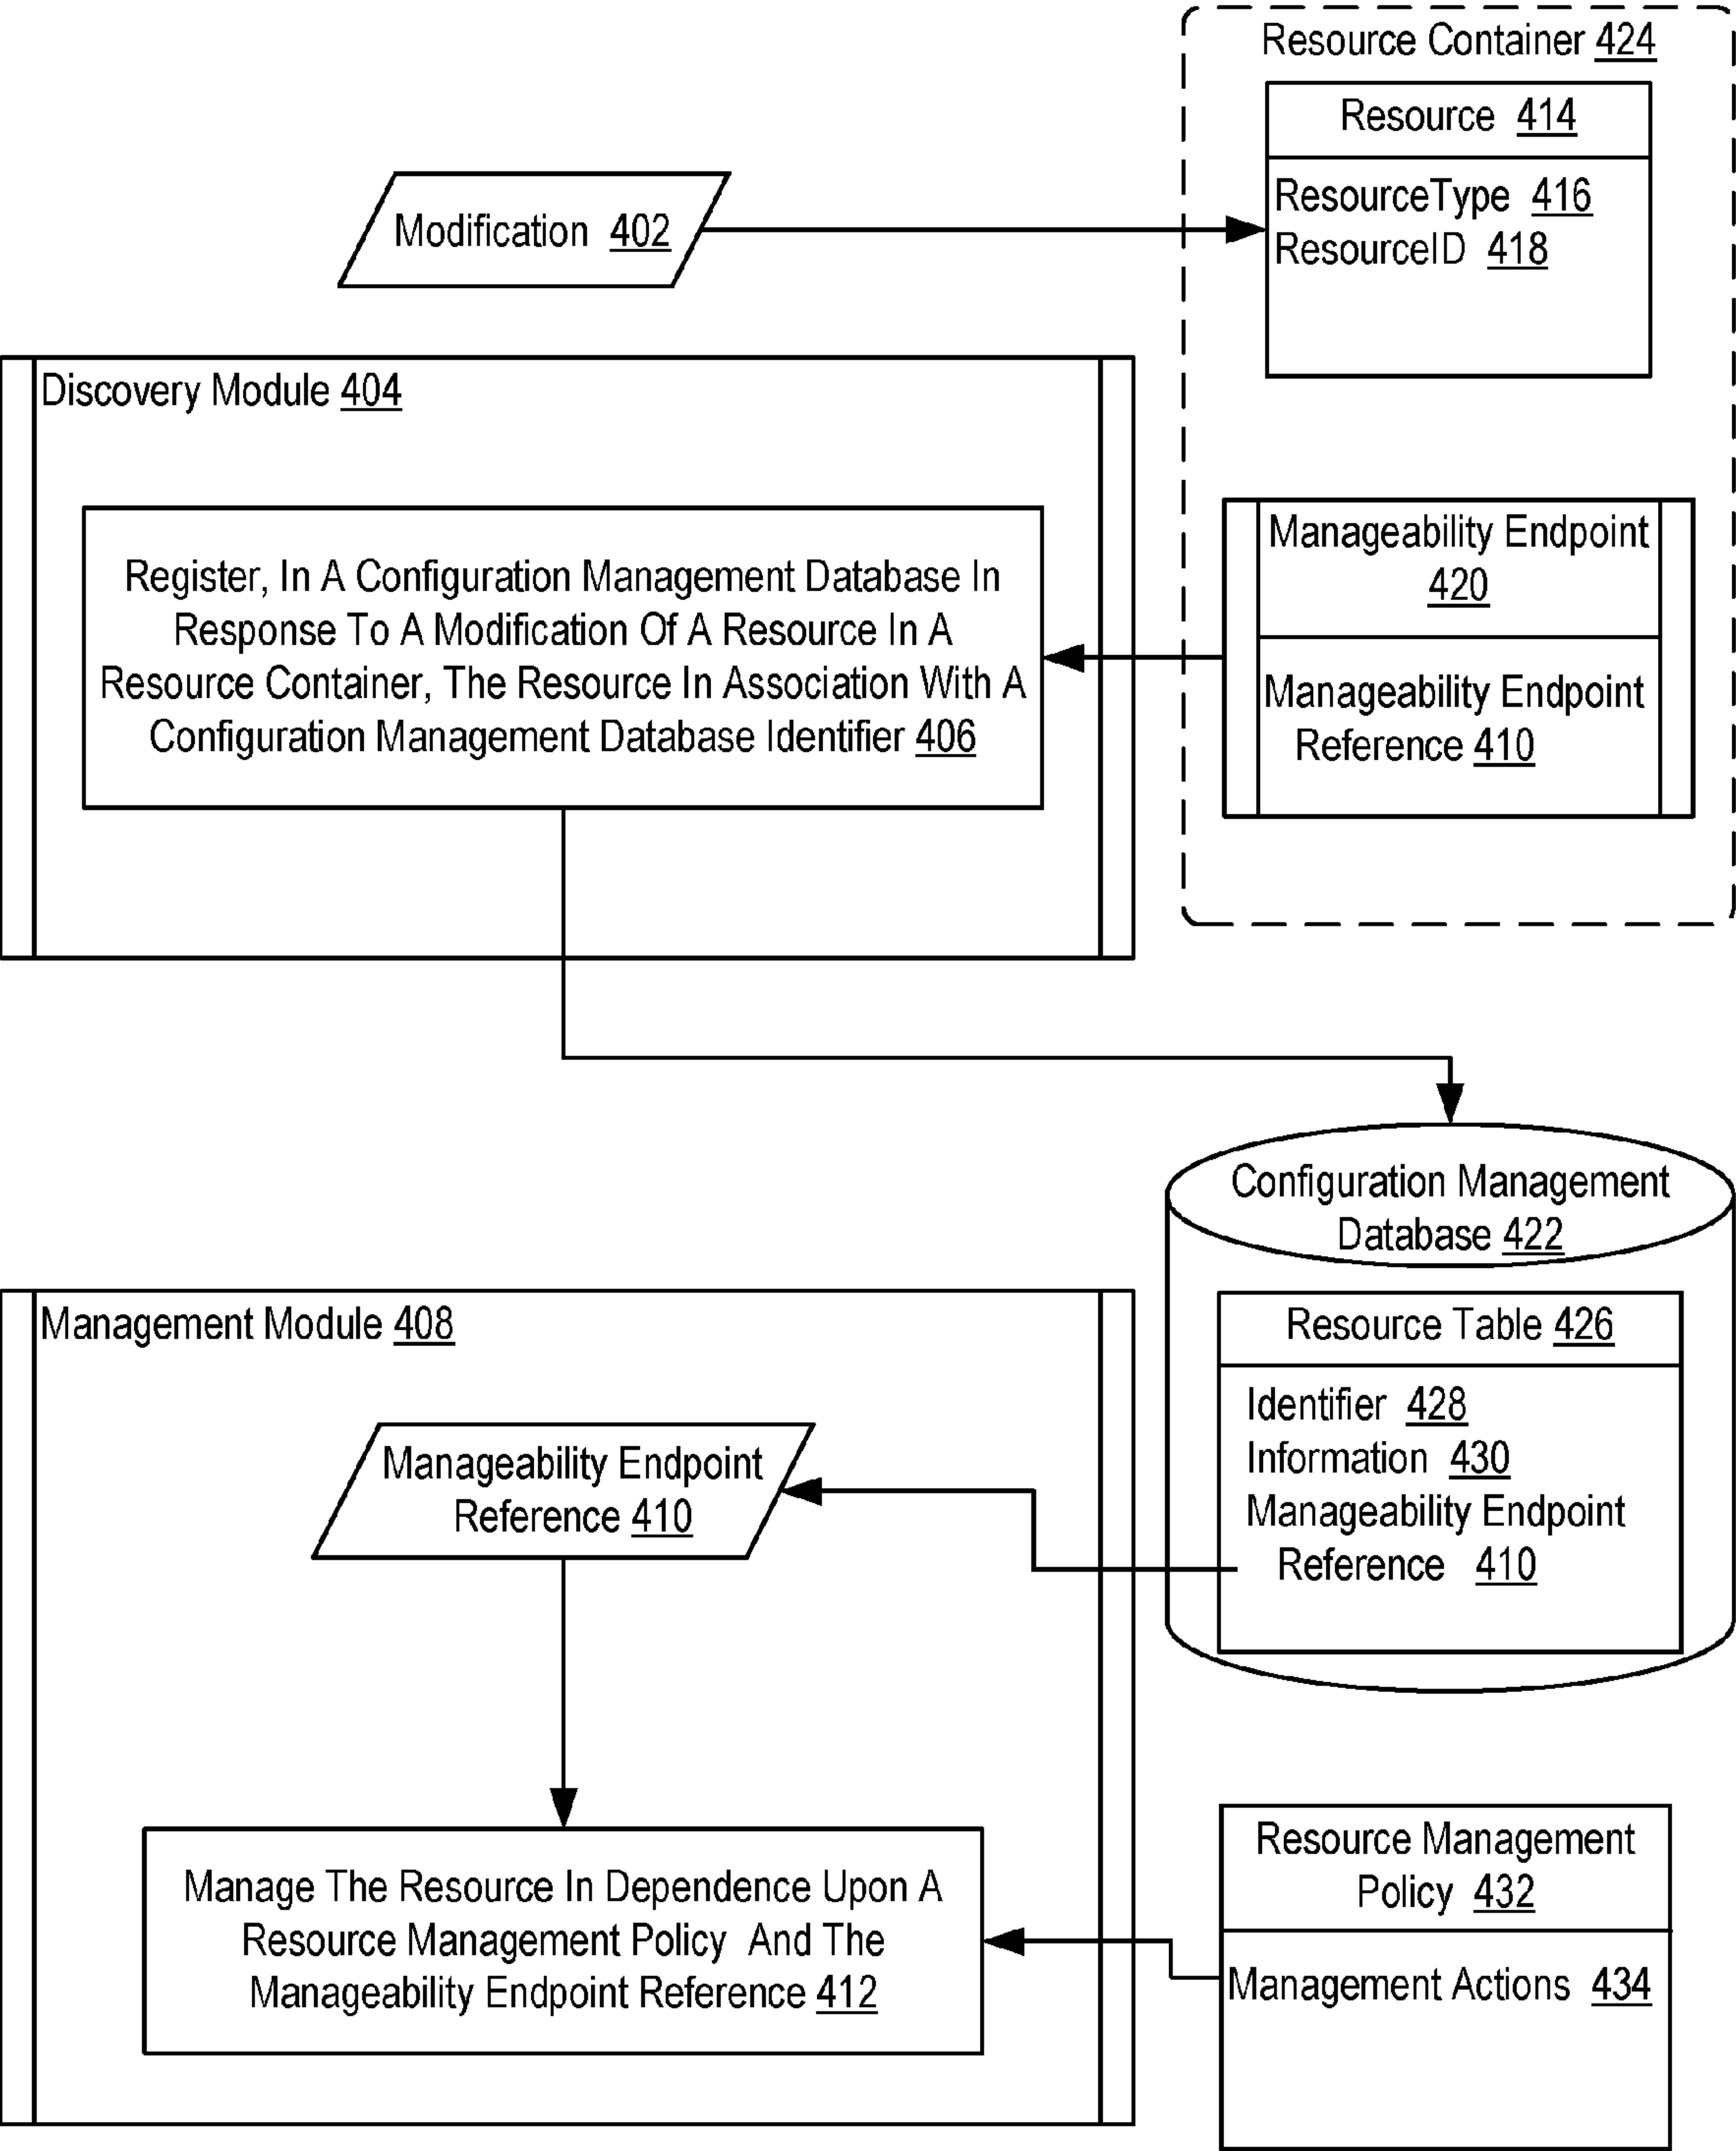 Resource Container 424
Resource 414
ResourceType 416
ResourceID 418
Modification 402
Discovery Module 404
Register, In A Configuration Management Database In
Response To A Modification Of A Resource In A
Resource Container, The Resource In Association With A
Configuration Management Database Identifier 406
Manageability Endpoint
420
Manageability Endpoint
Reference 410
Configuration Management
Database 422
Resource Table 426
Identifier 428
Information 430
Manageability Endpoint
Reference 410
Management Module 408
Manageability Endpoint
Reference 410
Manage The Resource In Dependence Upon A
Resource Management Policy And The
Manageability Endpoint Reference 412
Resource Management
Policy 432
Management Actions 434